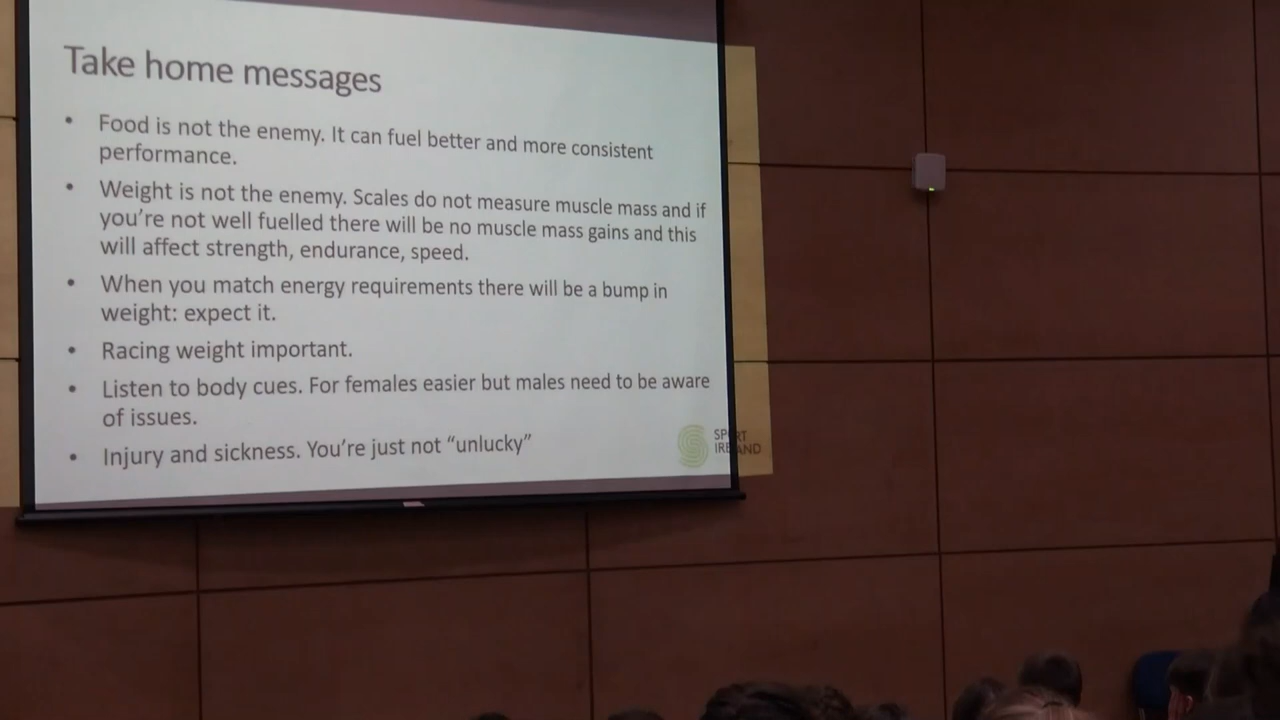 Take home messages
• Food is not the enemy. It can fuel better and more consistent
performance.
• Weight is not the enemy. Scales do not measure muscle mass and if
you're not well fuelled there will be no muscle mass gains and this
will affect strength, endurance, speed.
• When you match energy requirements there will be a bump in
weight: expect it.
• Racing weight important.
• Listen to body cues. For females easier but males need to be aware
of issues.
• Injury and sickness. You're just not “unlucky”
SPORT
IRELAND